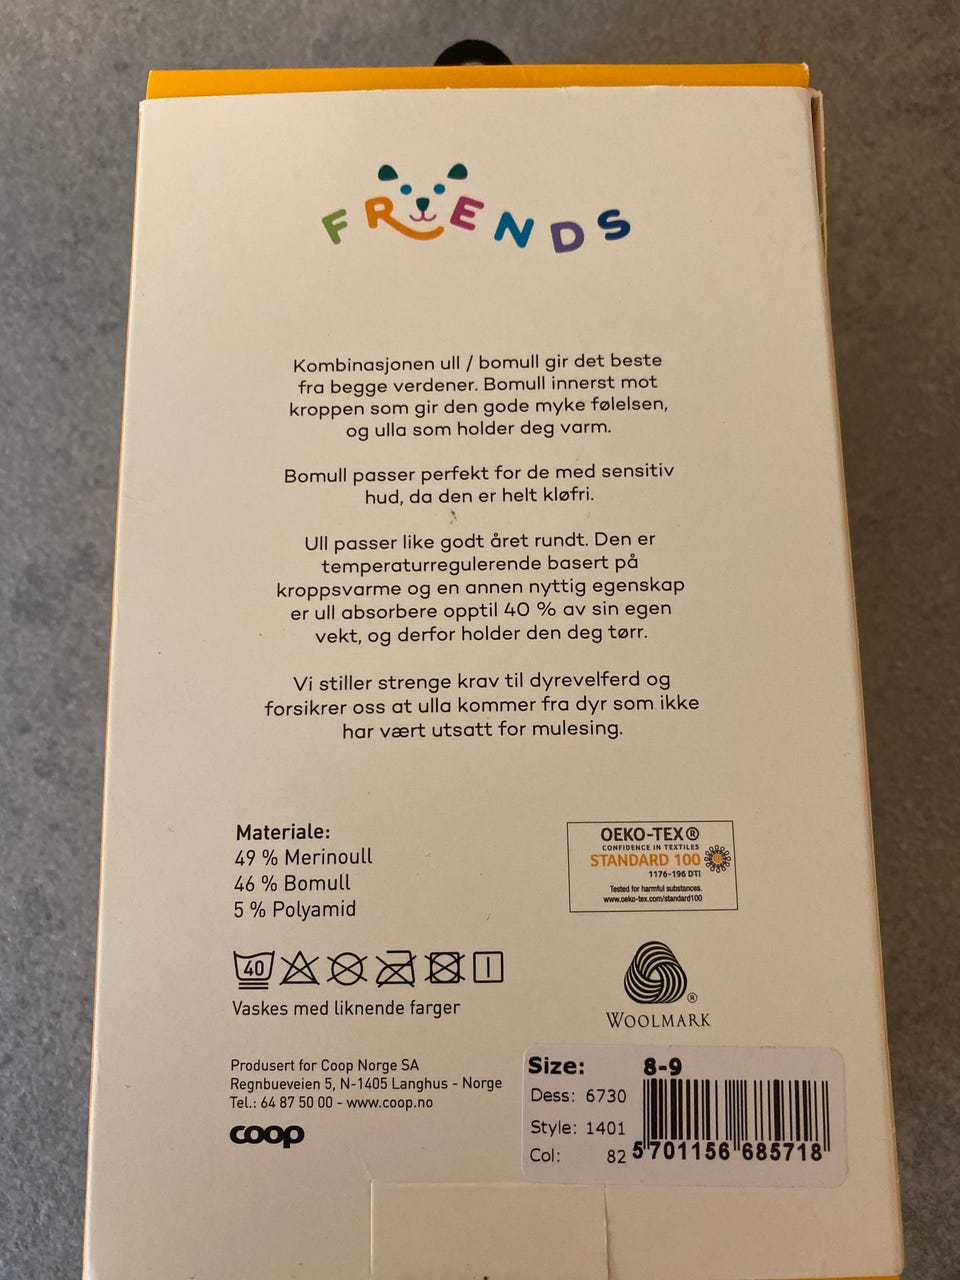 FRIENDS
Kombinasjonen ull / bomull gir det beste
fra begge verdener. Bomull innerst mot
kroppen som gir den gode myke følelsen,
og ulla som holder deg varm.
Bomull passer perfekt for de med sensitiv
hud, da den er helt kløfri.
Ull passer like godt året rundt. Den er
temperaturregulerende basert på
kroppsvarme og en annen nyttig egenskap
er ull absorbere opptil 40 % av sin egen
vekt, og derfor holder den deg tørr.
Vi stiller strenge krav til dyrevelferd og
forsikrer oss at ulla kommer fra dyr som ikke
har vært utsatt for mulesing.
Materiale:
49 % Merinoull
46 % Bomull
5 % Polyamid
OEKO-TEX®
CONFIDENCE IN TEXTILES
STANDARD 100
1176-196 DTI
Tested for harmful substances.
www.oeko-tex.com/standard100
40
Vaskes med liknende farger
®
WOOLMARK
Produsert for Coop Norge SA
Regnbueveien 5, N-1405 Langhus - Norge
Tel.: 64 87 50 00 - www.coop.no
coop
Size: 8-9
Dess: 6730
Style: 1401
Col: 82
5 701156 685718